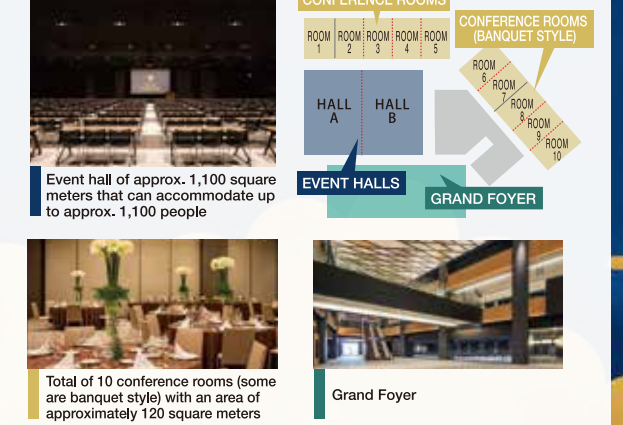 CONFERENCE ROOMS
CONFERENCE ROOMS
(BANQUET STYLE)
ROOM
1
ROOM
2
ROOM
3
ROOM
4
ROOM
5
ROOM
6
ROOM
7
ROOM
8
ROOM
9
ROOM
10
HALL
A
HALL
B
EVENT HALLS
GRAND FOYER
Event hall of approx. 1,100 square
meters that can accommodate up
to approx. 1,100 people
Total of 10 conference rooms (some
are banquet style) with an area of
approximately 120 square meters
Grand Foyer